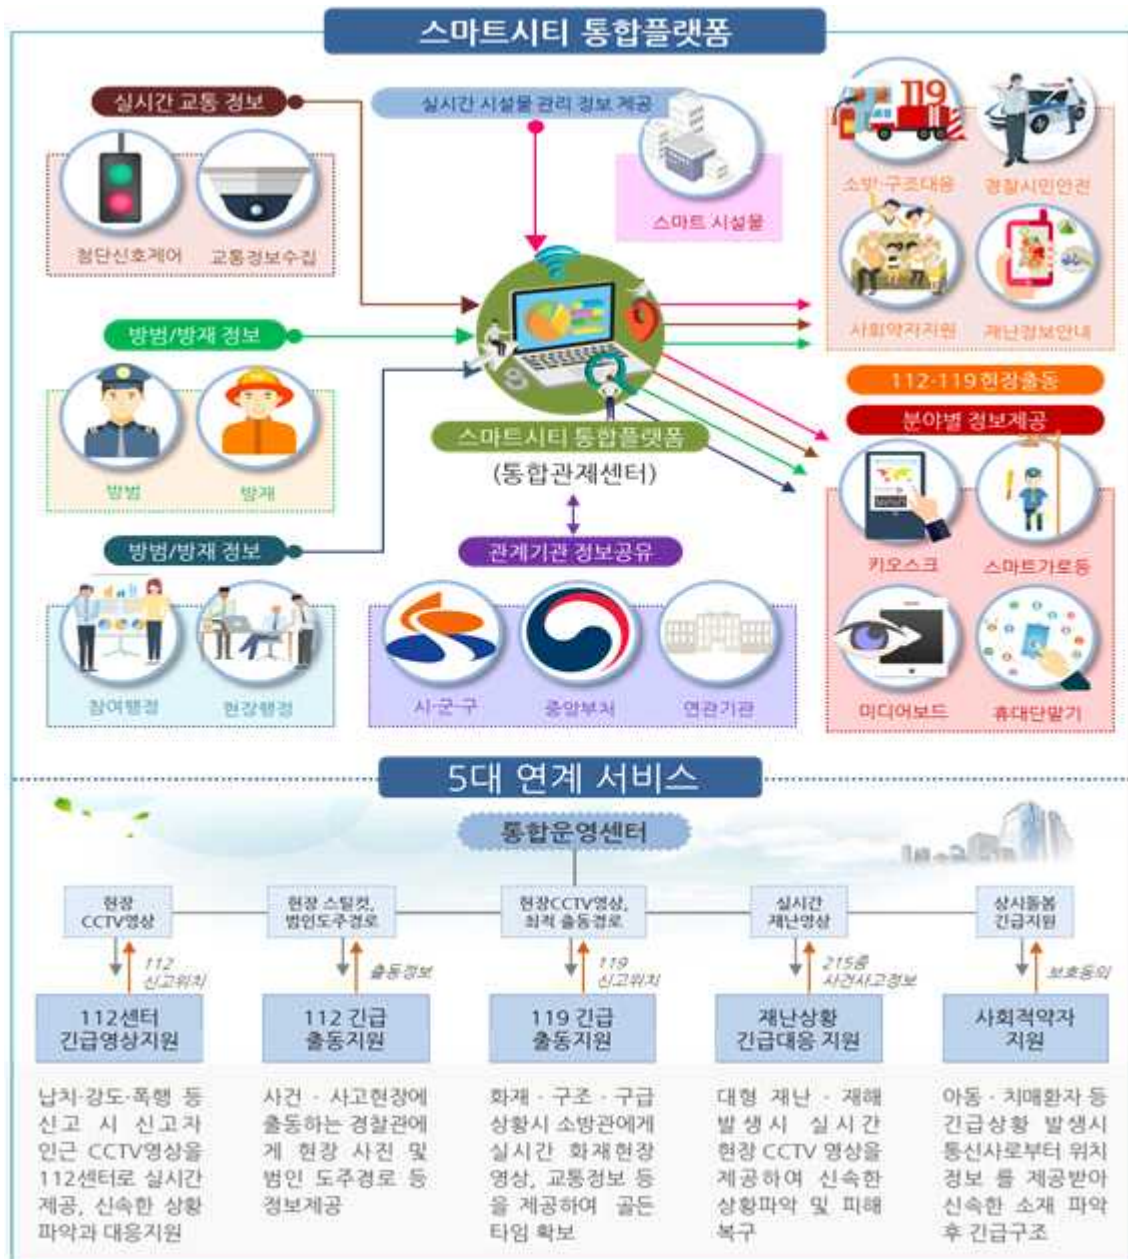 스마트시티 통합플랫폼
실시간 교통 정보
실시간 시설물 관리 정보 제공
119
소방·구조대응
경찰시민안전
스마트 시설물
첨단신호제어
교통정보수집
사회약자지원
재난정보안내
방범/방재 정보
112-119 현장출동
분야별 정보제공
스마트시티 통합플랫폼
(통합관제센터)
방범
방재
방범/방재 정보
관계기관 정보공유
키오스크
스마트가로등
참여행정
현장행정
시·군·구
중앙부처
연관기관
미디어보드
휴대단말기
5대 연계 서비스
통합운영센터
현장
CCTV영상
현장 스틸컷,
범인도주경로
현장CCTV영상,
최적 출동경로
실시간
재난영상
상시돌봄
긴급지원
112
신고위치
출동정보
119
신고위치
215종
사건사고정보
보호동의
112센터
긴급영상지원
112 긴급
출동지원
119 긴급
출동지원
재난상황
긴급대응 지원
사회적약자
지원
납치·강도·폭행 등
신고 시 신고자
인근 CCTV영상을
112센터로 실시간
제공, 신속한 상황
파악과 대응지원
사건 · 사고현장에
출동하는 경찰관에
게 현장 사진 및
범인 도주경로 등
정보제공
화재 · 구조 · 구급
상황시 소방관에게
실시간 화재현장
영상, 교통정보 등
을 제공하여 골든
타임 확보
대형 재난 · 재해
발생시 실시간
현장 CCTV 영상을
제공하여 신속한
상황파악 및 피해
복구
아동 · 치매환자 등
긴급상황 발생시
통신사로부터 위치
정보 를 제공받아
신속한 소재 파악
후 긴급구조